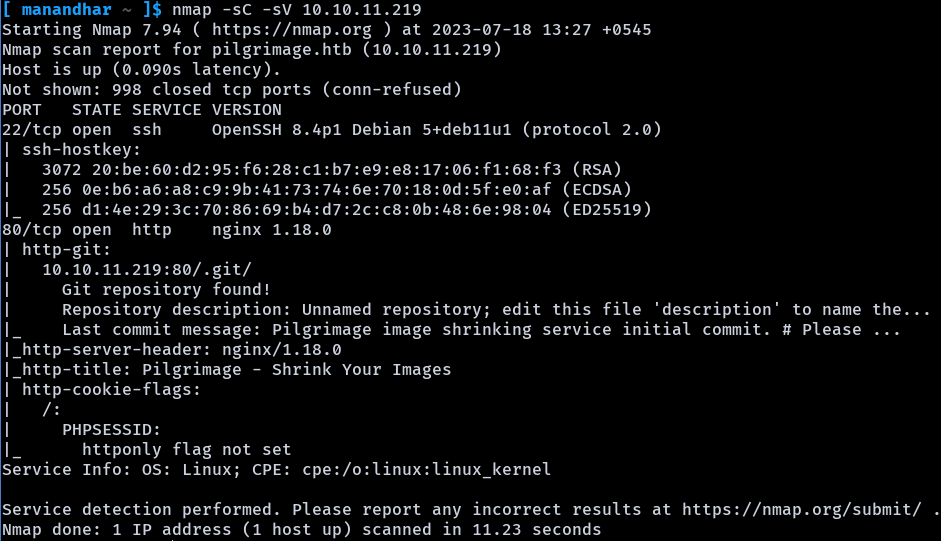 [ manandhar ~ ]$ nmap -sC -sV 10.10.11.219
Starting Nmap 7.94 ( https://nmap.org ) at 2023-07-18 13:27 +0545
Nmap scan report for pilgrimage.htb (10.10.11.219)
Host is up (0.090s latency).
Not shown: 998 closed tcp ports (conn-refused)
PORT   STATE SERVICE VERSION
22/tcp open  ssh     OpenSSH 8.4p1 Debian 5+deb11u1 (protocol 2.0)
| ssh-hostkey:
|   3072 20:be:60:d2:95:f6:28:c1:b7:e9:e8:17:06:f1:68:f3 (RSA)
|   256 0e:b6:a6:a8:c9:9b:41:73:74:6e:70:18:0d:5f:e0:af (ECDSA)
|_  256 d1:4e:29:3c:70:86:69:b4:d7:2c:c8:0b:48:6e:98:04 (ED25519)
80/tcp open  http    nginx 1.18.0
| http-git:
|   10.10.11.219:80/.git/
|     Git repository found!
|     Repository description: Unnamed repository; edit this file 'description' to name the...
|_    Last commit message: Pilgrimage image shrinking service initial commit. # Please ...
|_http-server-header: nginx/1.18.0
|_http-title: Pilgrimage - Shrink Your Images
| http-cookie-flags:
|   /:
|     PHPSESSID:
|_      httponly flag not set
Service Info: OS: Linux; CPE: cpe:/o:linux:linux_kernel

Service detection performed. Please report any incorrect results at https://nmap.org/submit/ .
Nmap done: 1 IP address (1 host up) scanned in 11.23 seconds